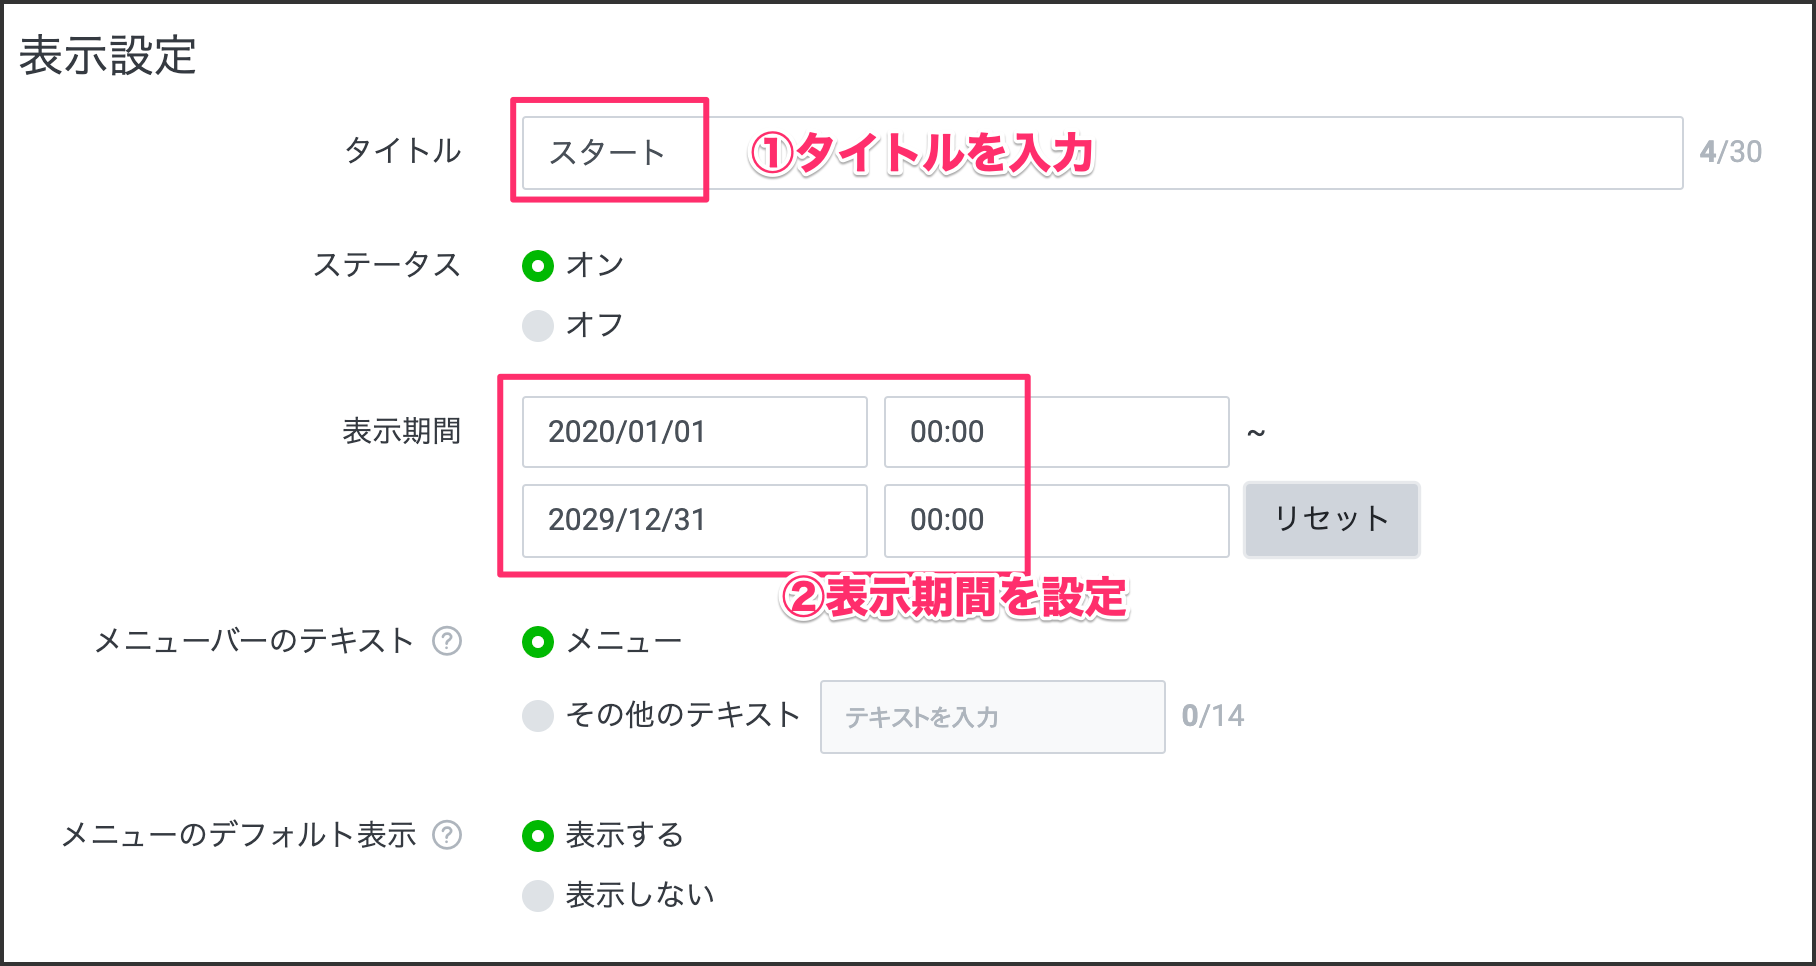 表示設定
タイトル スタート ①タイトルを入力 4/30
ステータス オン
オフ
表示期間 2020/01/01 00:00 ~
2029/12/31 00:00 リセット
②表示期間を設定
メニューバーのテキスト ? メニュー
その他のテキスト テキストを入力 0/14
メニューのデフォルト表示 ? 表示する
表示しない